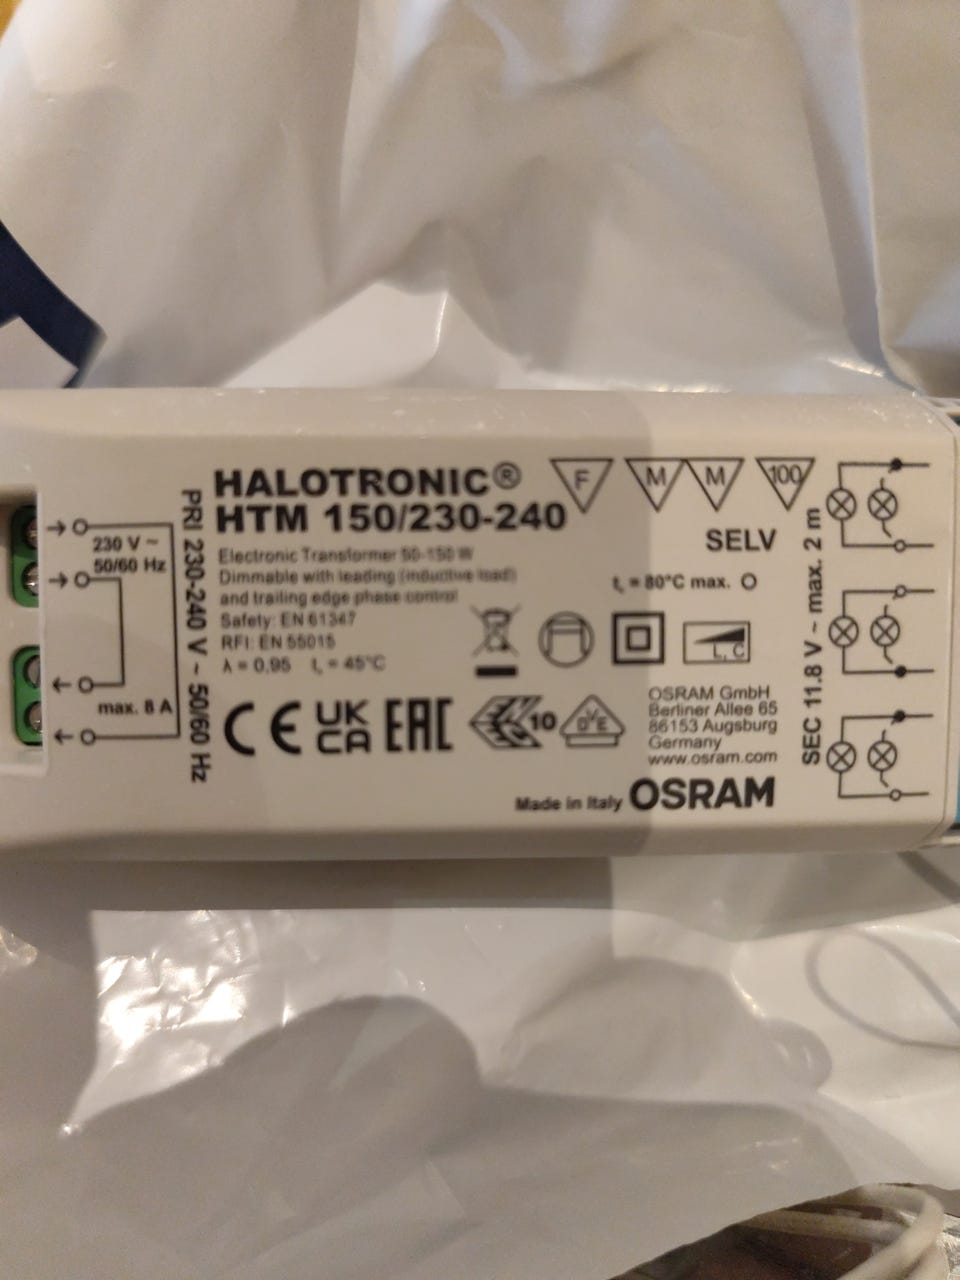 HALOTRONIC®
HTM 150/230-240
F
M
M
100
SELV
Electronic Transformer 50-150 W
Dimmable with leading (inductive load)
and trailing edge phase control
Safety: EN 61347
RFI: EN 55015
λ = 0,95 tₐ = 45°C
t꜀ = 80°C max.
L, C
230 V ~
50/60 Hz
max. 8 A
PRI 230-240 V ~ 50/60 Hz
CE
UK
CA
EAC
10
DVE
OSRAM GmbH
Berliner Allee 65
86153 Augsburg
Germany
www.osram.com
Made in Italy OSRAM
SEC 11.8 V ~ max. 2 m